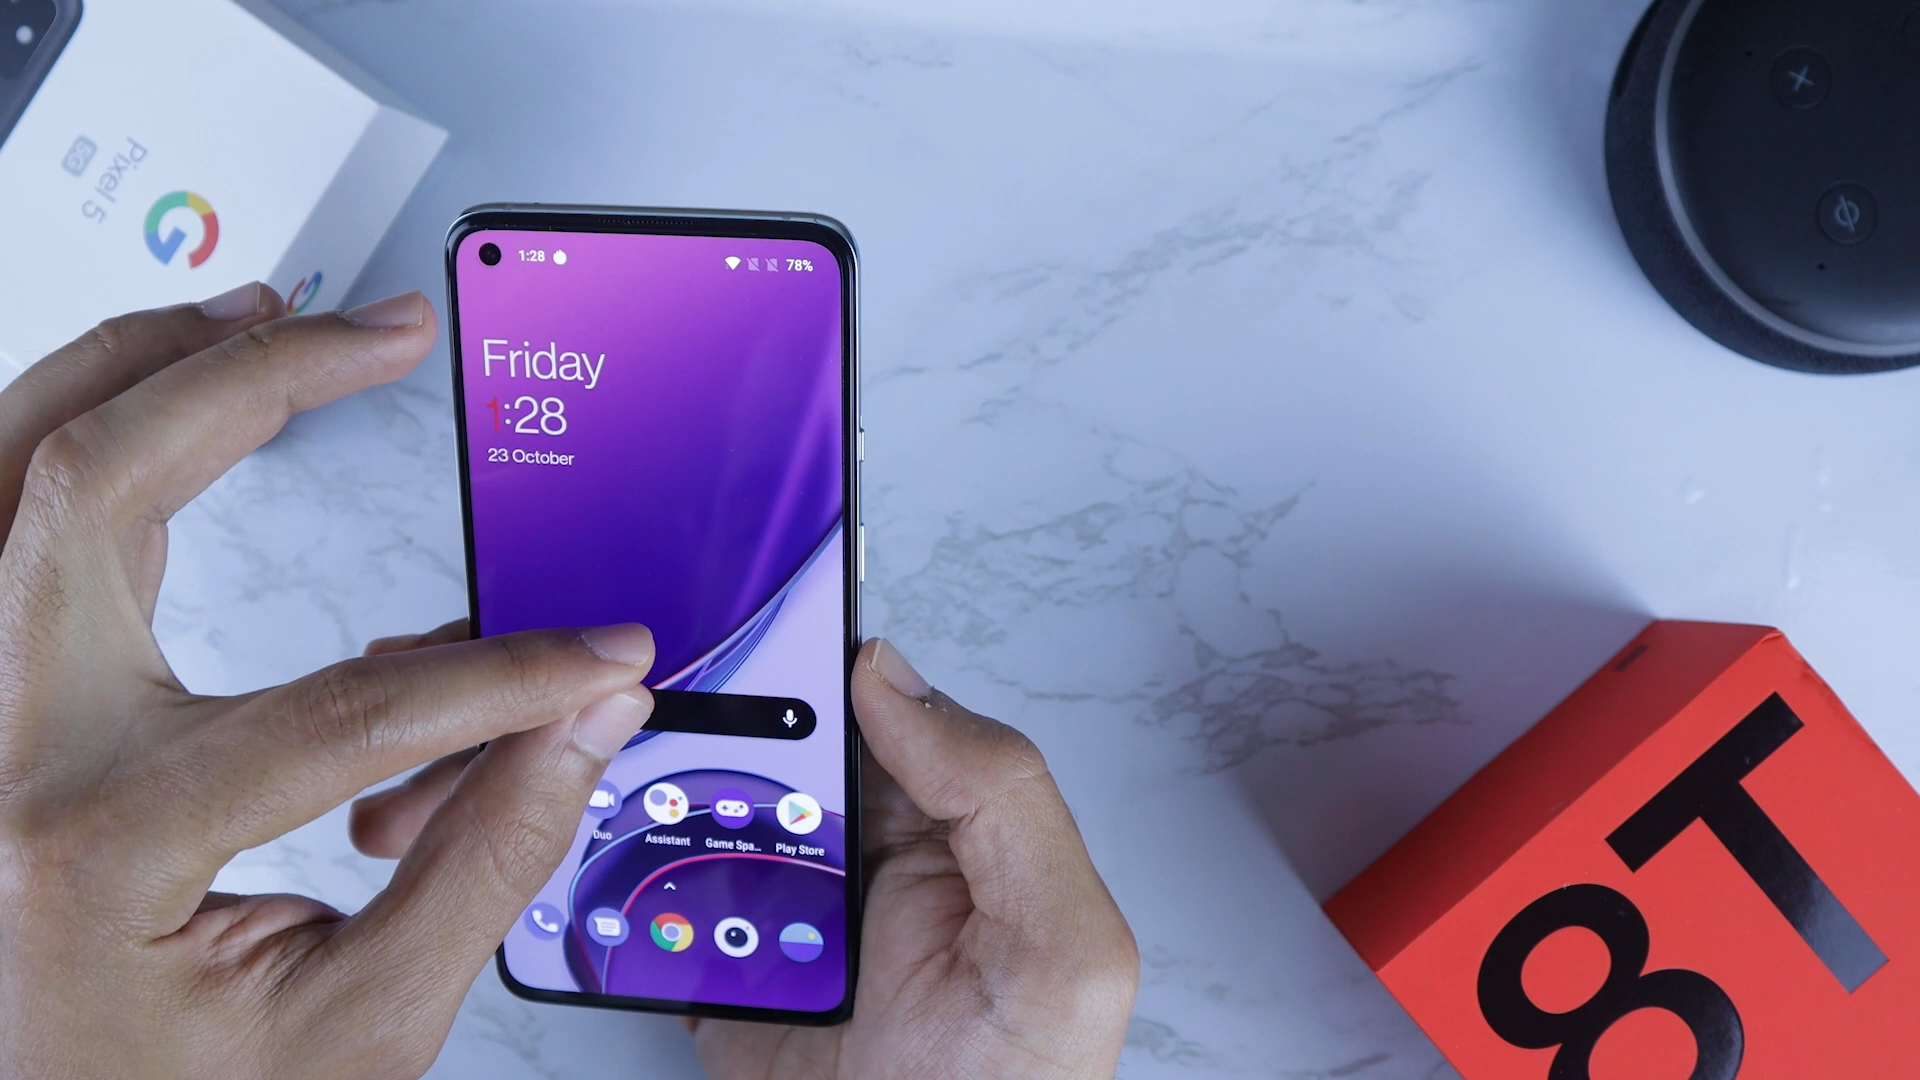 Pixel 5
5G
G
1:28
78%
Friday
1:28
23 October
Duo
Assistant
Game Spa...
Play Store
8T